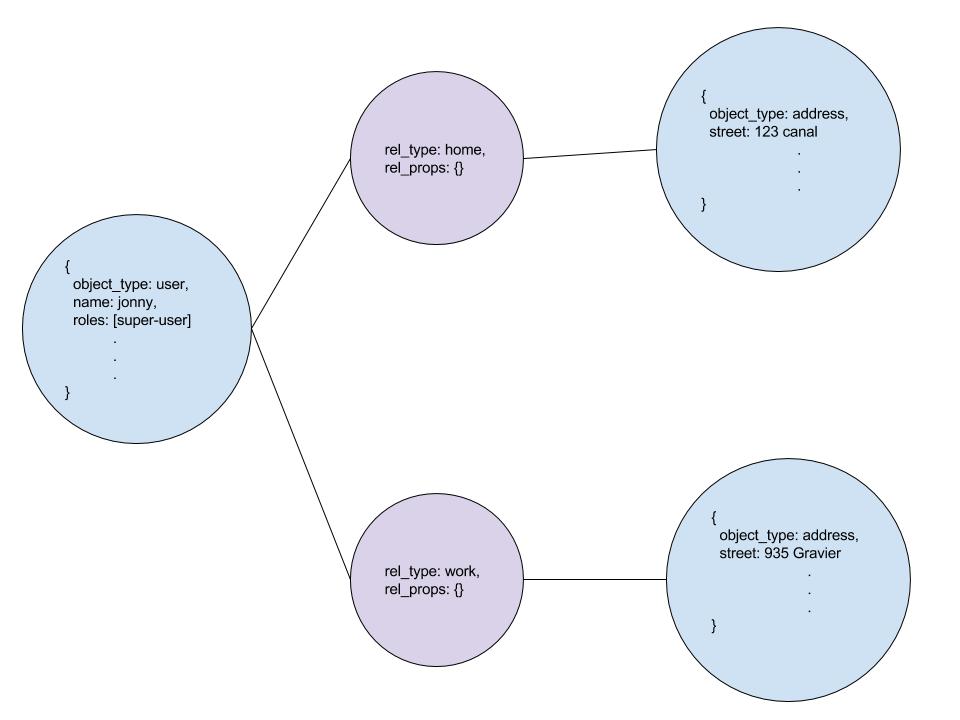 {
object_type: user,
name: jonny,
roles: [super-user]
.
.
.
}
rel_type: home,
rel_props: {}
{
object_type: address,
street: 123 canal
.
.
.
}
rel_type: work,
rel_props: {}
{
object_type: address,
street: 935 Gravier
.
.
.
}